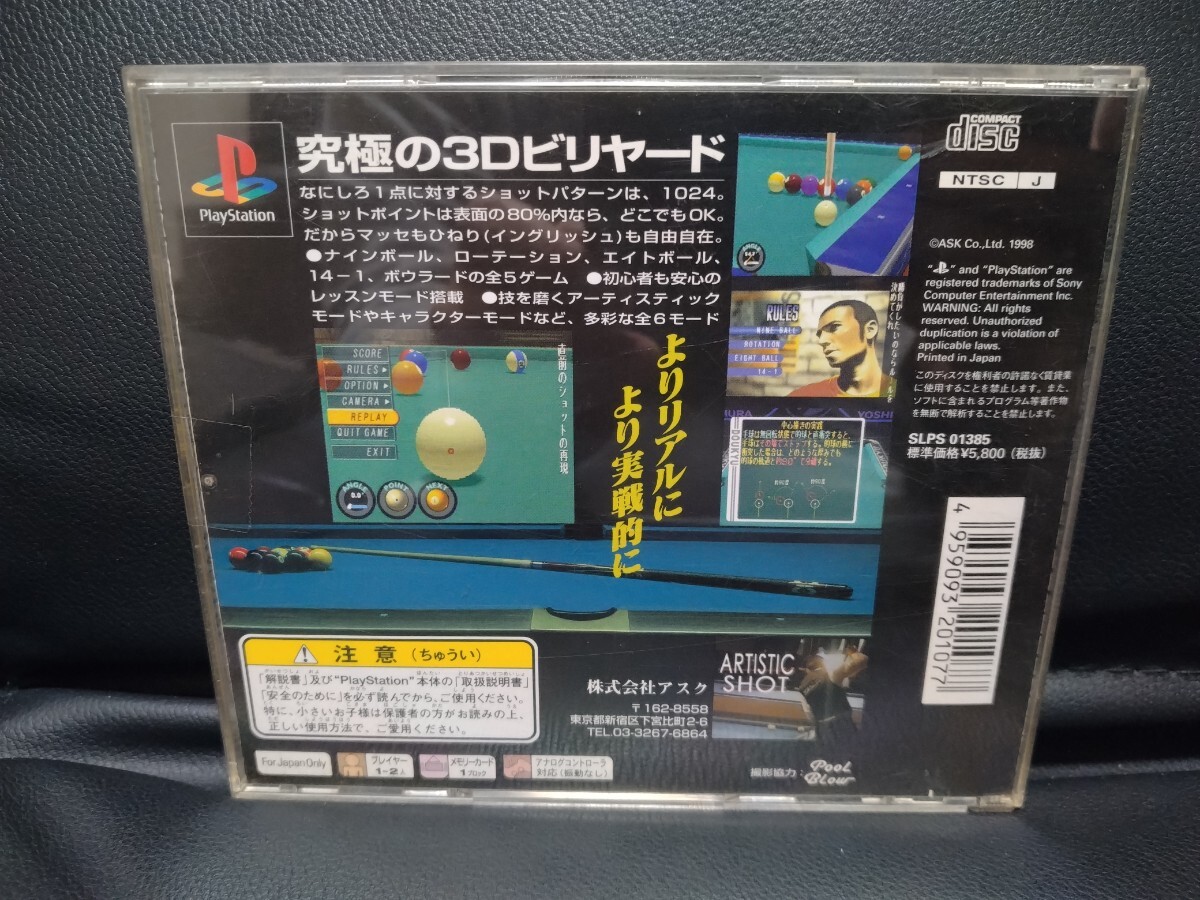 PlayStation
究極の3Dビリヤード
なにしろ1点に対するショットパターンは、1024。
ショットポイントは表面の80%内なら、どこでもOK。
だからマッセもひねり(イングリッシュ)も自由自在。
●ナインボール、ローテーション、エイトボール、
14-1、ボウラードの全5ゲーム ●初心者も安心の
レッスンモード搭載 ●技を磨くアーティスティック
モードやキャラクターモードなど、多彩な全6モード
SCORE
RULES
OPTION
CAMERA
REPLAY
QUIT GAME
EXIT
ANGLE
0.0°
POINT
NEXT
よりリアルに
より実戦的に
ANGLE
RULES
NINE BALL
ROTATION
EIGHT BALL
14-1
YOSHI
DOUKYU
COMPACT
disc
NTSC J
©ASK Co.,Ltd. 1998
" " and "PlayStation" are
registered trademarks of Sony
Computer Entertainment Inc.
WARNING: All rights
reserved. Unauthorized
duplication is a violation of
applicable laws.
Printed in Japan
このディスクを権利者の許諾なく賃貸業
に使用することを禁止します。また、
ソフトに含まれるプログラム等著作物
を無断で解析することを禁止します。
SLPS 01385
標準価格¥5,800(税抜)
4 959093 201077
注意(ちゅうい)
「解説書」及び"PlayStation"本体の「取扱説明書」
「安全のために」を必ず読んでから、ご使用ください。
特に、小さいお子様は保護者の方がお読みの上、
正しい使用方法で、ご愛用ください。
株式会社アスク
〒162-8558
東京都新宿区下宮比町2-6
TEL.03-3267-6864
ARTISTIC
SHOT
For Japan Only
プレイヤー
1-2人
メモリーカード
1ブロック
アナログコントローラ
対応(振動なし)
撮影協力:
Pool
Blow